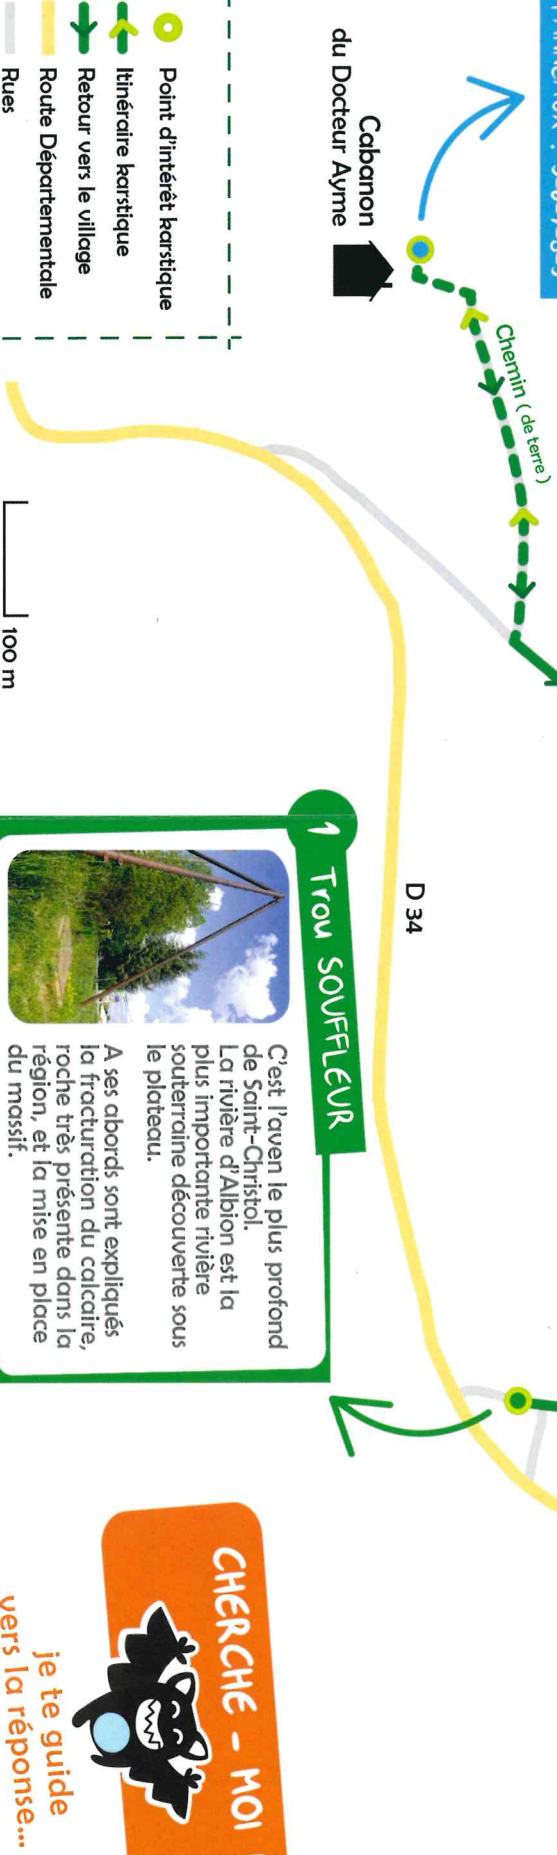 Chemin ( de terre )
Cabanon
du Docteur Ayme
D 34
1 Trou SOUFFLEUR
C'est l'aven le plus profond
de Saint-Christol.
La rivière d'Albion est la
plus importante rivière
souterraine découverte sous
le plateau.
A ses abords sont expliqués
la fracturation du calcaire,
roche très présente dans la
région, et la mise en place
du massif.
CHERCHE - MOI
je te guide
vers la réponse...
Point d'intérêt karstique
Itinéraire karstique
Retour vers le village
Route Départementale
Rues
100 m